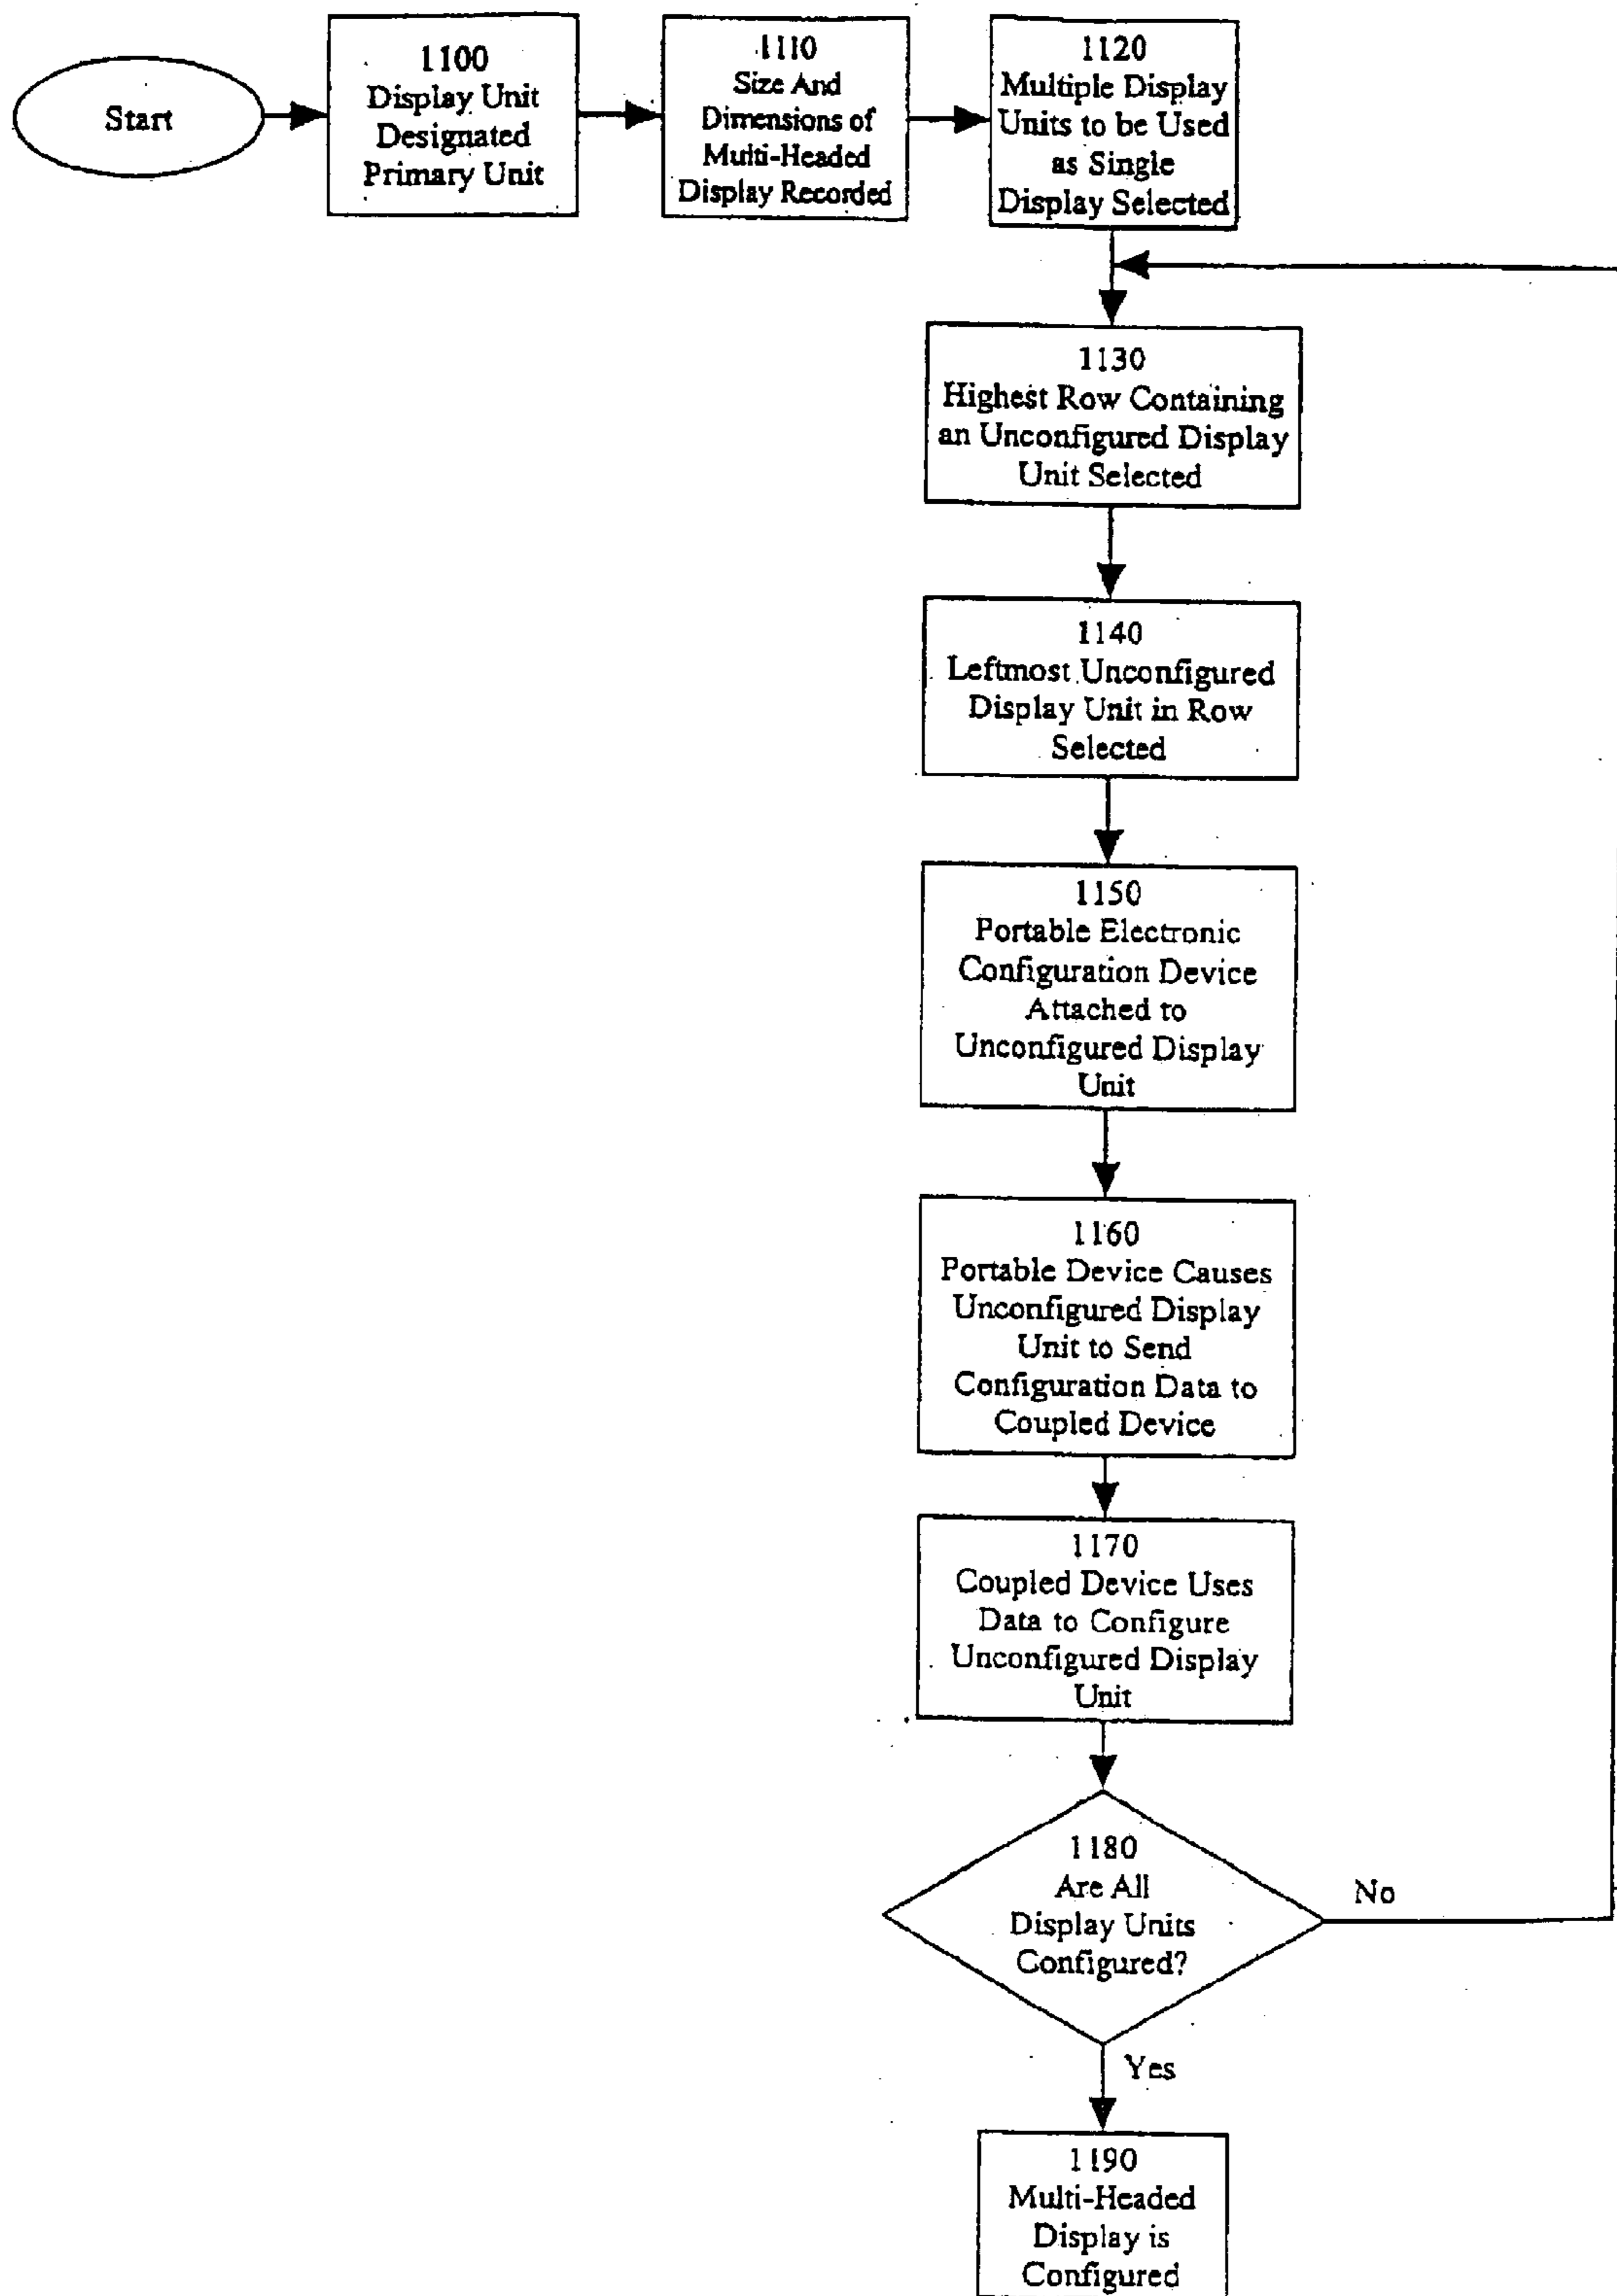 Start
1100
Display Unit
Designated
Primary Unit
1110
Size And
Dimensions of
Multi-Headed
Display Recorded
1120
Multiple Display
Units to be Used
as Single
Display Selected
1130
Highest Row Containing
an Unconfigured Display
Unit Selected
1140
Leftmost Unconfigured
Display Unit in Row
Selected
1150
Portable Electronic
Configuration Device
Attached to
Unconfigured Display
Unit
1160
Portable Device Causes
Unconfigured Display
Unit to Send
Configuration Data to
Coupled Device
1170
Coupled Device Uses
Data to Configure
Unconfigured Display
Unit
1180
Are All
Display Units
Configured?
No
Yes
1190
Multi-Headed
Display is
Configured